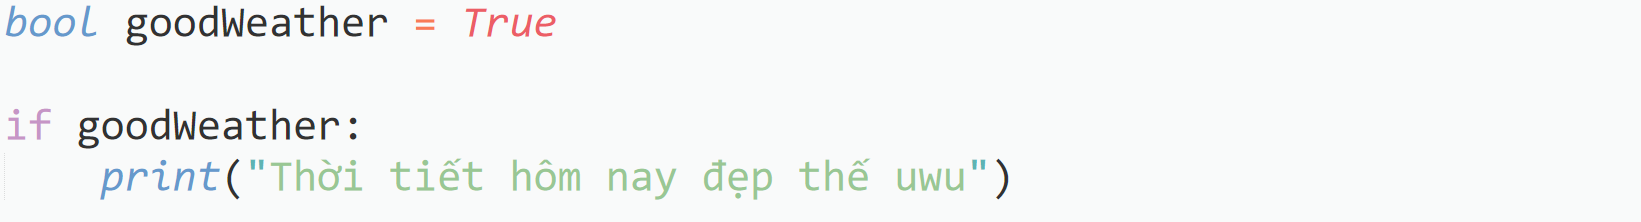 bool goodWeather = True
if goodWeather:
print("Thời tiết hôm nay đẹp thế uwu")